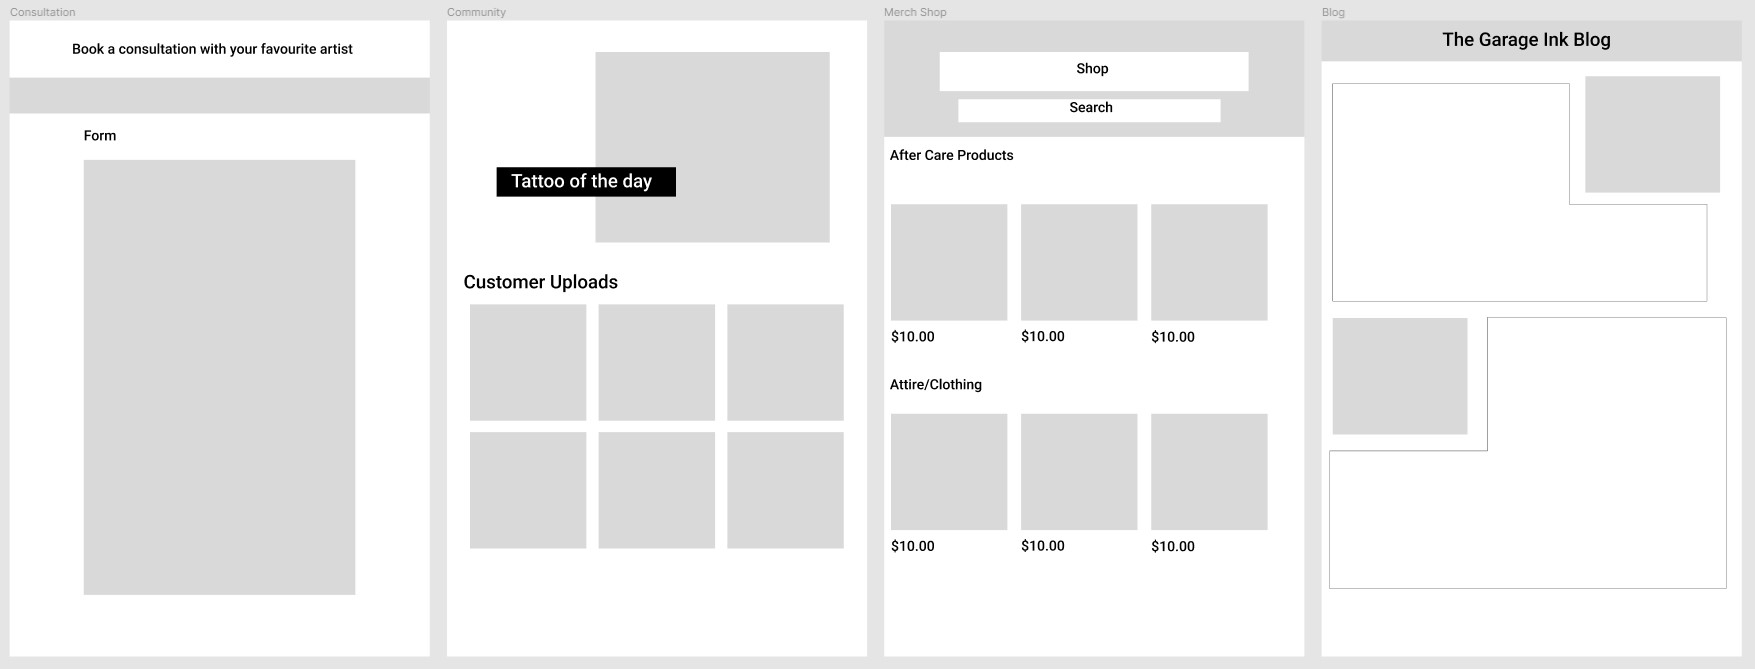 Consultation
Book a consultation with your favourite artist
Form
Community
Tattoo of the day
Customer Uploads
Merch Shop
Shop
Search
After Care Products
$10.00 $10.00 $10.00
Attire/Clothing
$10.00 $10.00 $10.00
Blog
The Garage Ink Blog